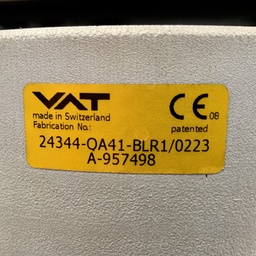 VAT
made in Switzerland
Fabrication No.:
CE 08
patented
24344-QA41-BLR1/0223
A-957498